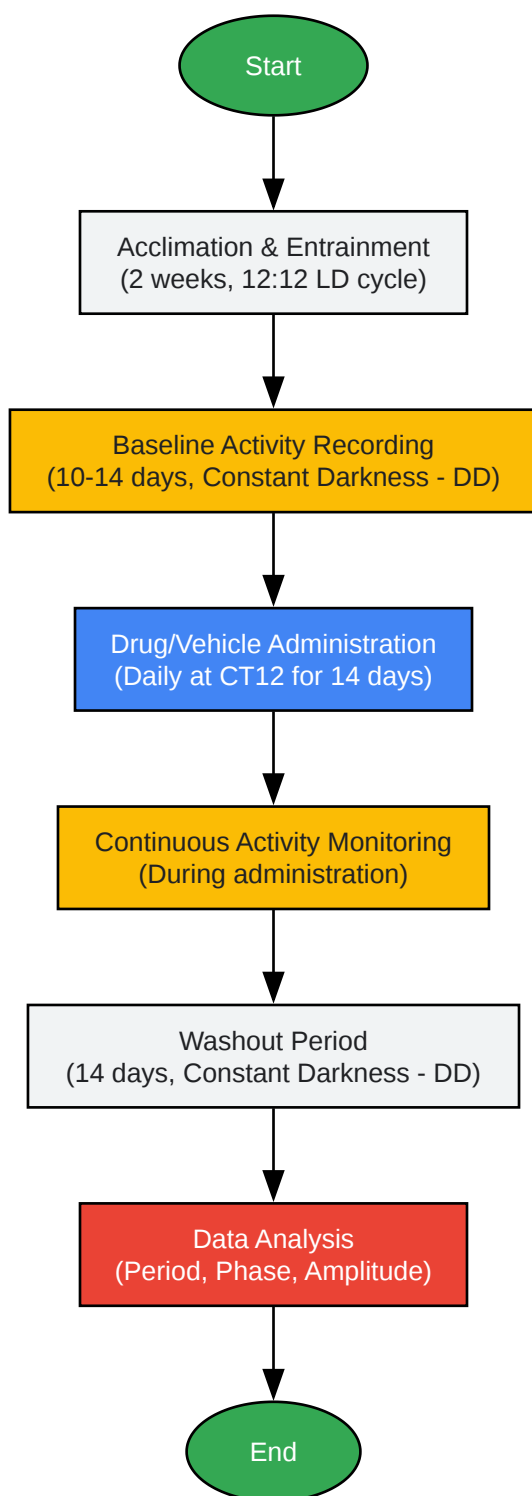 Start
Acclimation & Entrainment
(2 weeks, 12:12 LD cycle)
Baseline Activity Recording
(10-14 days, Constant Darkness - DD)
Drug/Vehicle Administration
(Daily at CT12 for 14 days)
Continuous Activity Monitoring
(During administration)
Washout Period
(14 days, Constant Darkness - DD)
Data Analysis
(Period, Phase, Amplitude)
End